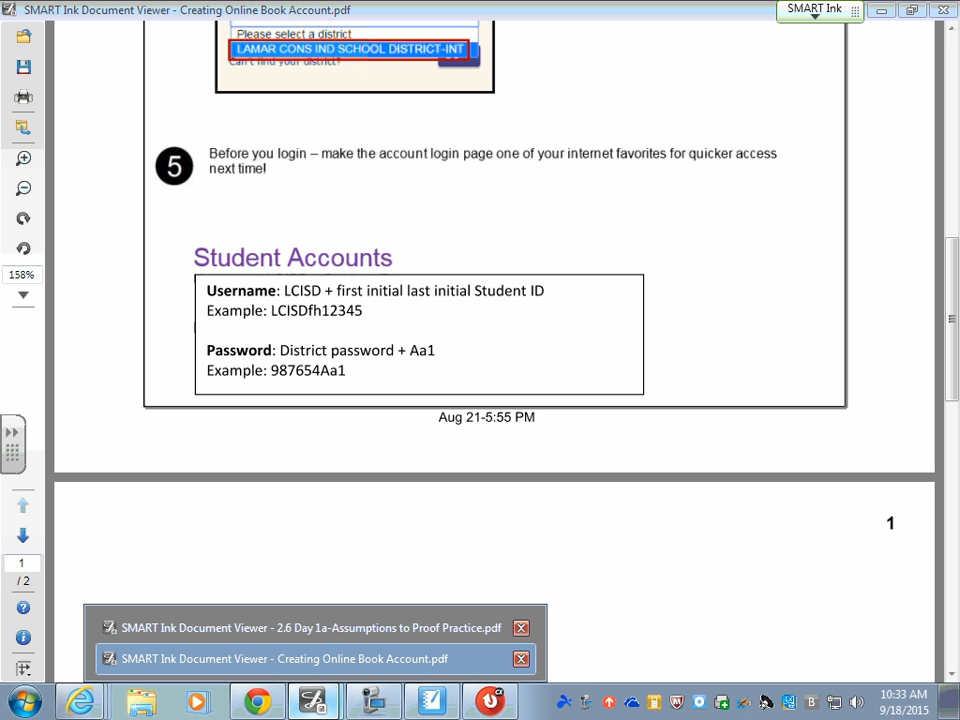 SMART Ink Document Viewer - Creating Online Book Account.pdf
SMART Ink
Please select a district
LAMAR CONS IND SCHOOL DISTRICT-INT
Can't find your district?
5
Before you login – make the account login page one of your internet favorites for quicker access
next time!
Student Accounts
158%
Username: LCISD + first initial last initial Student ID
Example: LCISDfh12345
Password: District password + Aa1
Example: 987654Aa1
Aug 21-5:55 PM
1
1
/ 2
SMART Ink Document Viewer - 2.6 Day 1a-Assumptions to Proof Practice.pdf
SMART Ink Document Viewer - Creating Online Book Account.pdf
10:33 AM
9/18/2015